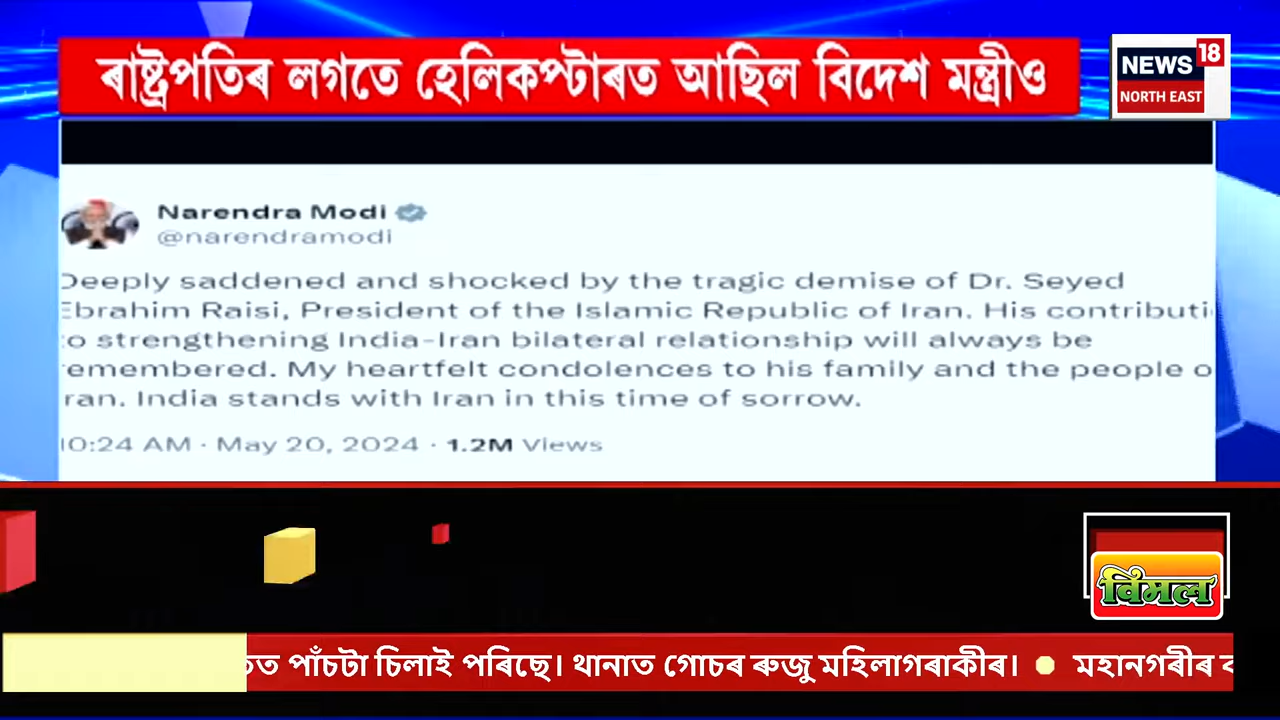 ৰাষ্ট্ৰপতিৰ লগতে হেলিকপ্টাৰত আছিল বিদেশ মন্ত্ৰীও
NEWS 18
NORTH EAST
Narendra Modi
@narendramodi
Deeply saddened and shocked by the tragic demise of Dr. Seyed
Ebrahim Raisi, President of the Islamic Republic of Iran. His contributi
to strengthening India-Iran bilateral relationship will always be
remembered. My heartfelt condolences to his family and the people o
Iran. India stands with Iran in this time of sorrow.
10:24 AM · May 20, 2024 · 1.2M Views
विमल
পাঁচটা চিলাই পৰিছে। থানাত গোচৰ ৰুজু মহিলাগৰাকীৰ। ● মহানগৰীৰ